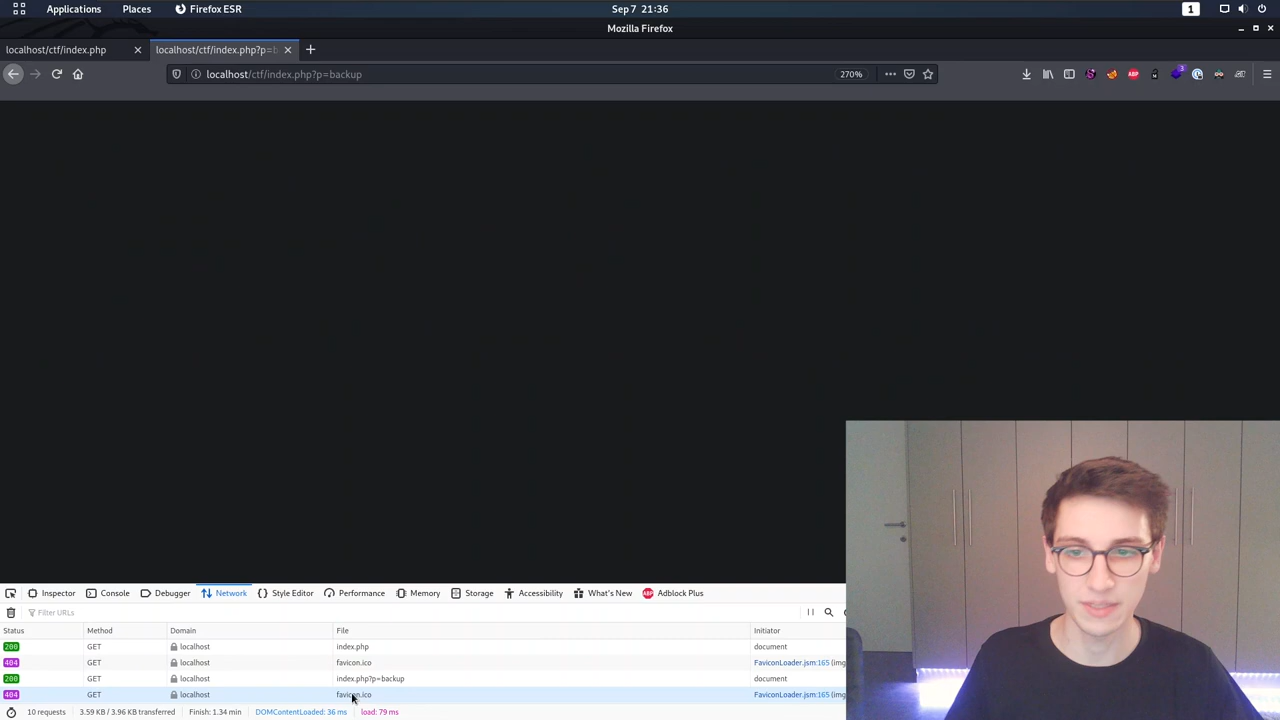 Applications Places Firefox ESR Sep 7 21:36 1
Mozilla Firefox
localhost/ctf/index.php localhost/ctf/index.php?p=b
localhost/ctf/index.php?p=backup 270%
Inspector Console Debugger Network Style Editor Performance Memory Storage Accessibility What's New Adblock Plus
Filter URLs
Status Method Domain File Initiator
200 GET localhost index.php document
404 GET localhost favicon.ico FaviconLoader.jsm:165 (img
200 GET localhost index.php?p=backup document
404 GET localhost favicon.ico FaviconLoader.jsm:165 (img
10 requests 3.59 KB / 3.96 KB transferred Finish: 1.34 min DOMContentLoaded: 36 ms load: 79 ms